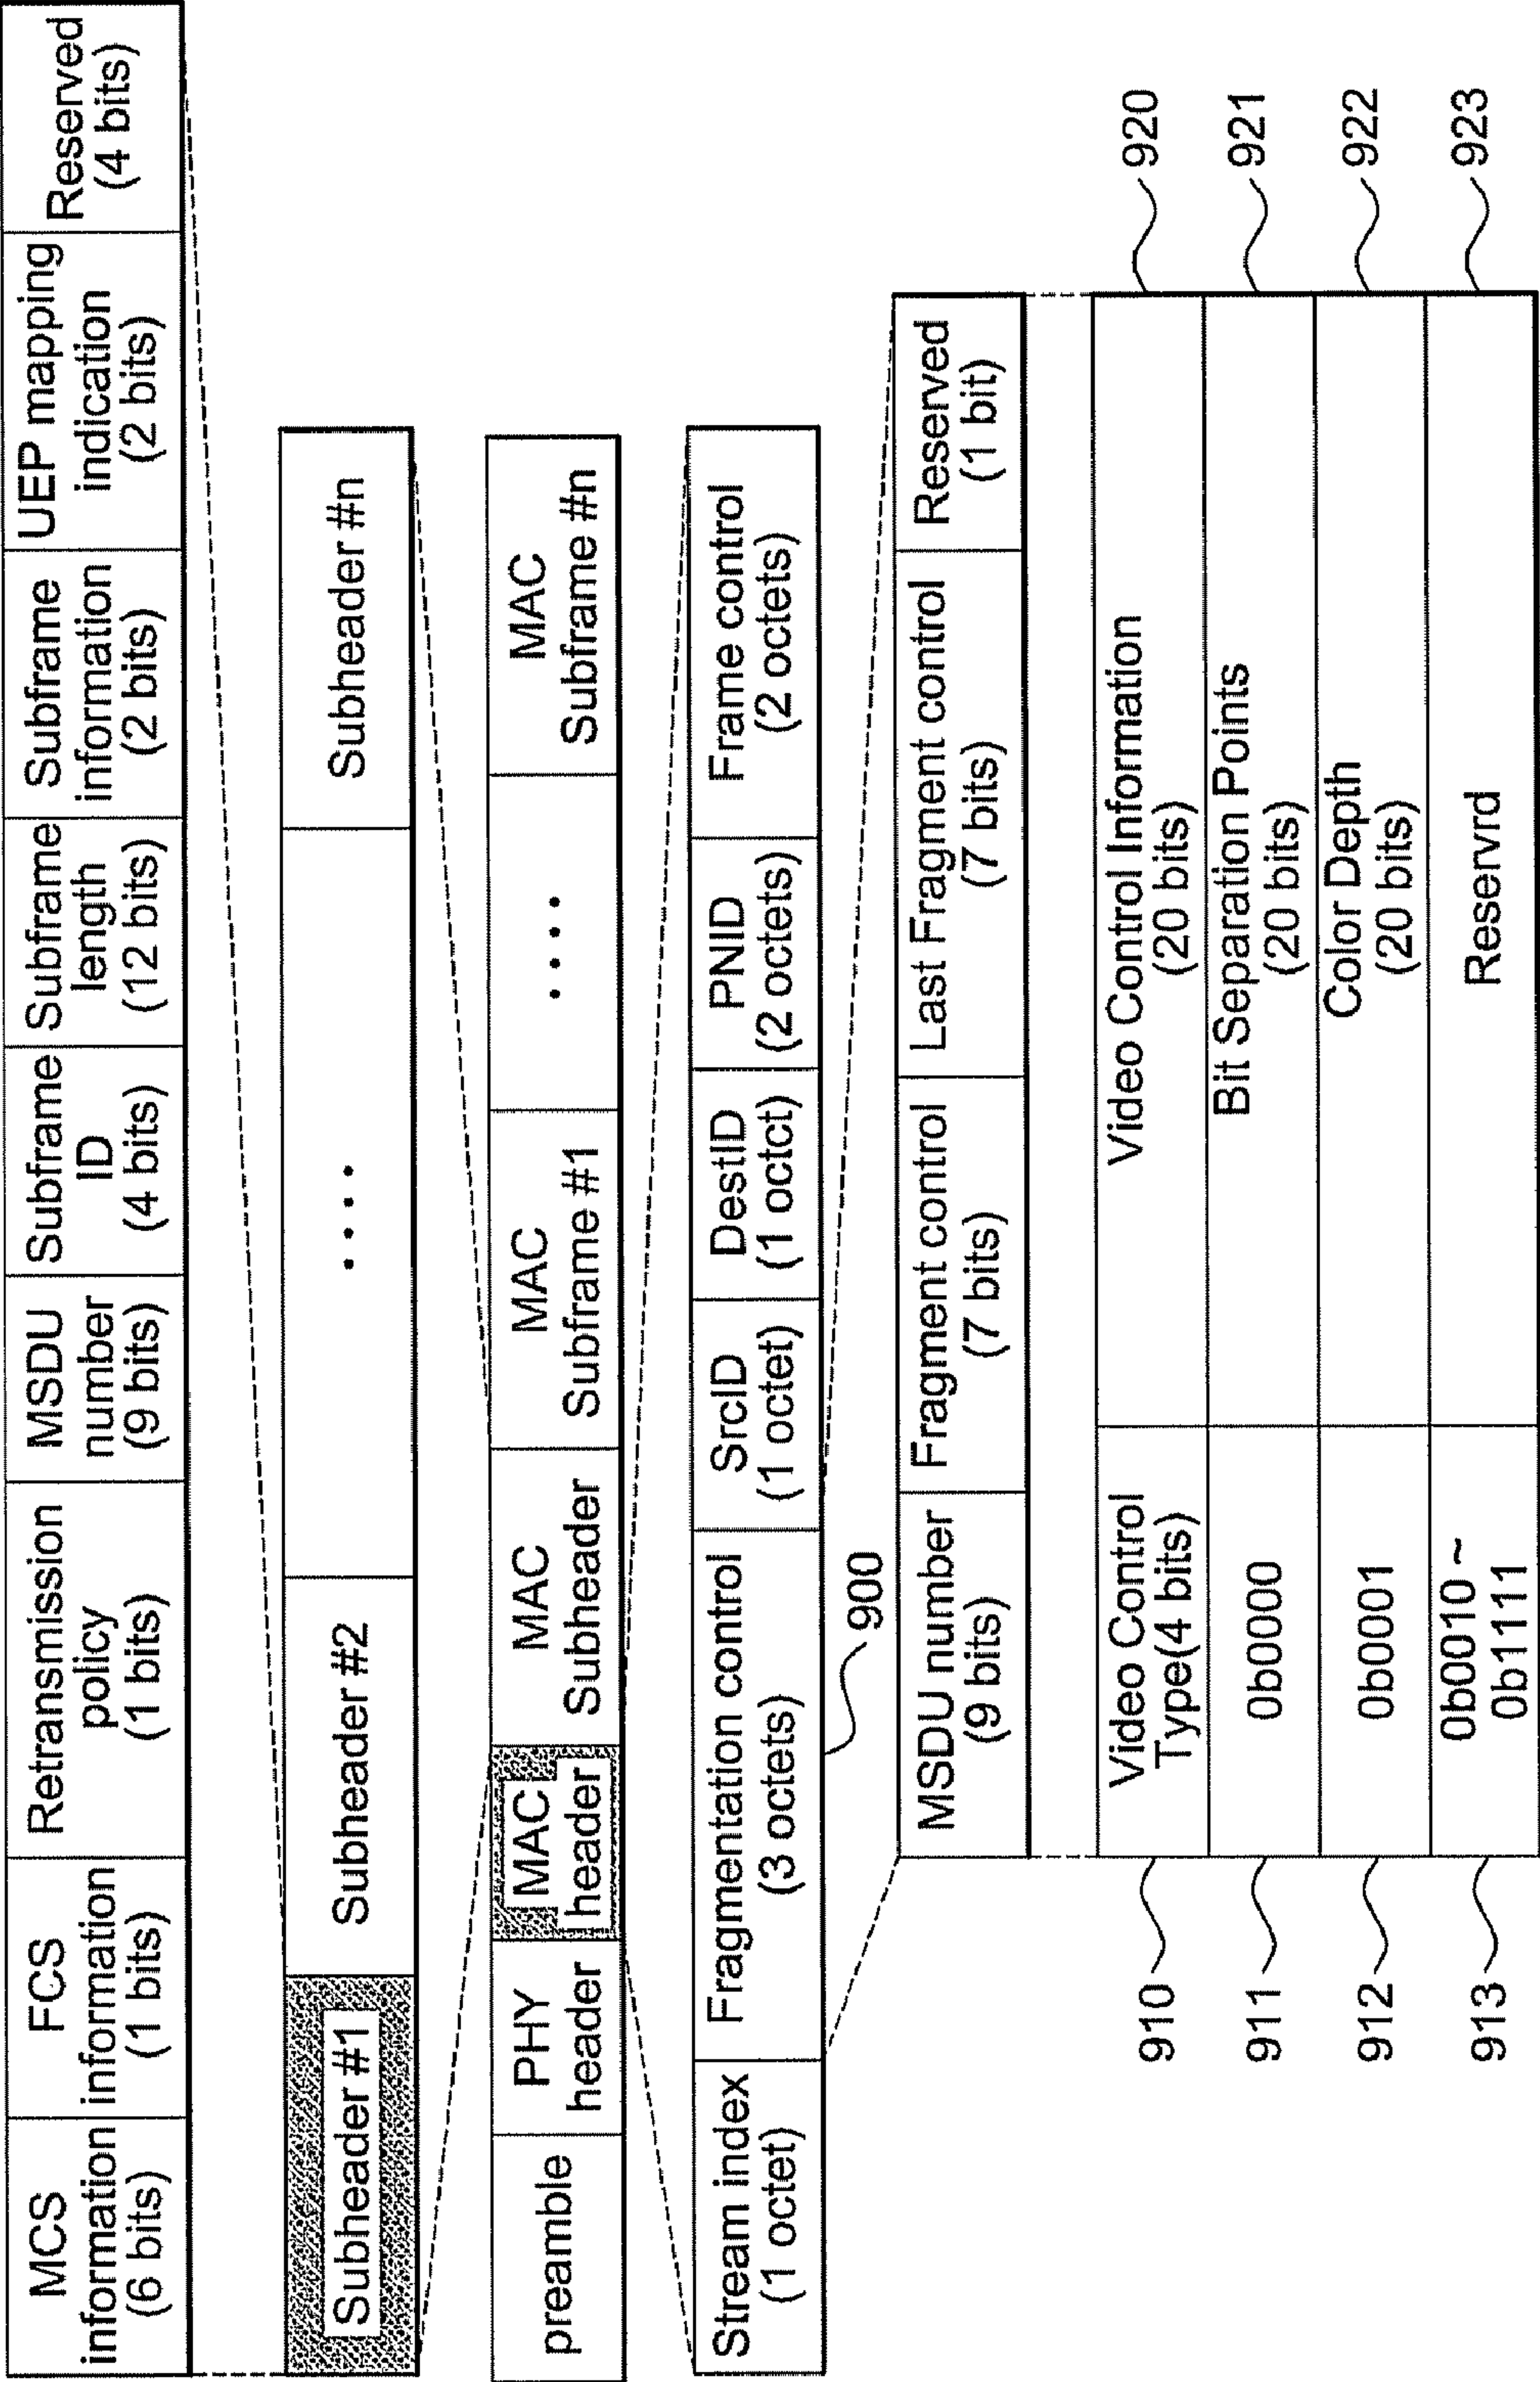 MCS
information
(6 bits)
FCS
information
(1 bits)
Retransmission
policy
(1 bits)
MSDU
number
(9 bits)
Subframe
ID
(4 bits)
Subframe
length
(12 bits)
Subframe
information
(2 bits)
UEP mapping
indication
(2 bits)
Reserved
(4 bits)
Subheader #1
Subheader #2
....
Subheader #n
preamble
PHY
header
MAC
header
MAC
Subheader
MAC
Subframe #1
....
MAC
Subframe #n
Stream index
(1 octet)
Fragmentation control
(3 octets)
SrcID
(1 octet)
DestID
(1 octct)
PNID
(2 octets)
Frame control
(2 octets)
900
MSDU number
(9 bits)
Fragment control
(7 bits)
Last Fragment control
(7 bits)
Reserved
(1 bit)
910
Video Control
Type(4 bits)
Video Control Information
(20 bits)
920
911
0b0000
Bit Separation Points
(20 bits)
921
912
0b0001
Color Depth
(20 bits)
922
913
0b0010 ~
0b1111
Reservrd
923